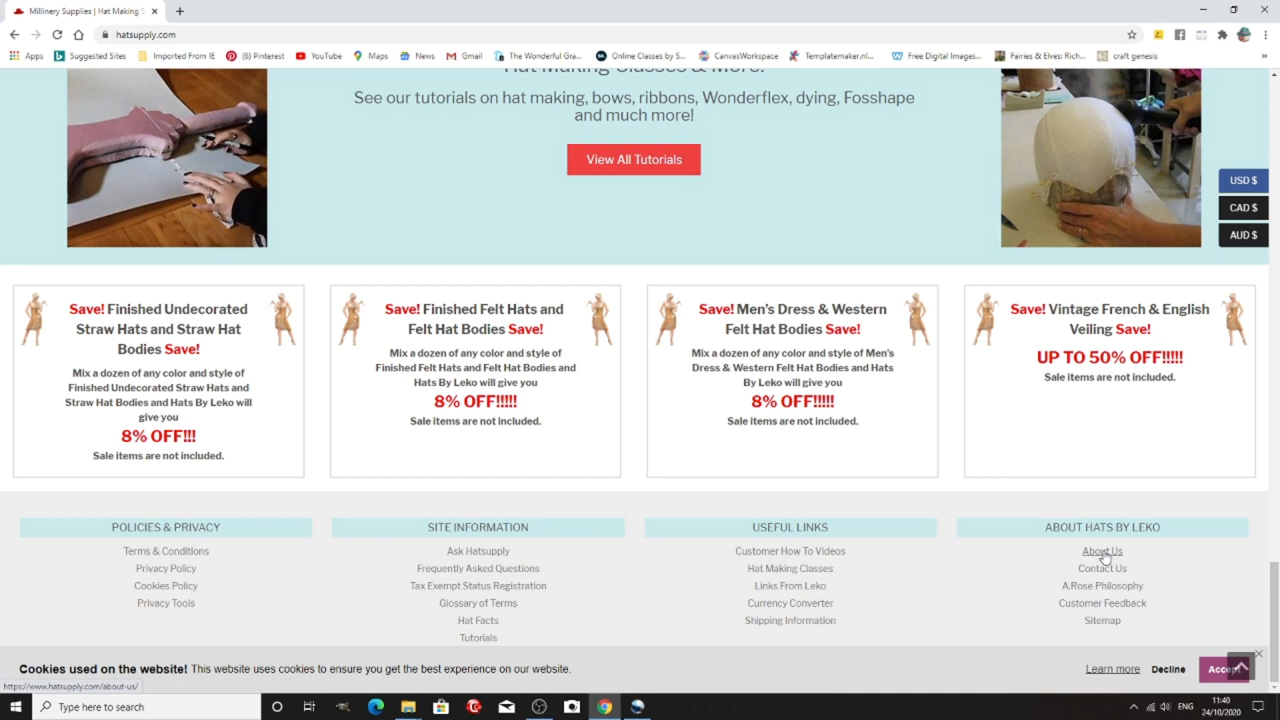 Millinery Supplies | Hat Making S
hatsupply.com
Apps
Suggested Sites
Imported From IE
(6) Pinterest
YouTube
Maps
News
Gmail
The Wonderful Gra...
Online Classes by S...
CanvasWorkspace
Templatemaker.nl...
Free Digital Images...
Fairies & Elves: Rich...
craft genesis
Hat Making Classes & More!
See our tutorials on hat making, bows, ribbons, Wonderflex, dying, Fosshape
and much more!
View All Tutorials
USD $
CAD $
AUD $
Save! Finished Undecorated
Straw Hats and Straw Hat
Bodies Save!
Mix a dozen of any color and style of
Finished Undecorated Straw Hats and
Straw Hat Bodies and Hats By Leko will
give you
8% OFF!!!
Sale items are not included.
Save! Finished Felt Hats and
Felt Hat Bodies Save!
Mix a dozen of any color and style of
Finished Felt Hats and Felt Hat Bodies and
Hats By Leko will give you
8% OFF!!!!!
Sale items are not included.
Save! Men's Dress & Western
Felt Hat Bodies Save!
Mix a dozen of any color and style of Men's
Dress & Western Felt Hat Bodies and Hats
By Leko will give you
8% OFF!!!!!
Sale items are not included.
Save! Vintage French & English
Veiling Save!
UP TO 50% OFF!!!!!
Sale items are not included.
POLICIES & PRIVACY
Terms & Conditions
Privacy Policy
Cookies Policy
Privacy Tools
SITE INFORMATION
Ask Hatsupply
Frequently Asked Questions
Tax Exempt Status Registration
Glossary of Terms
Hat Facts
Tutorials
USEFUL LINKS
Customer How To Videos
Hat Making Classes
Links From Leko
Currency Converter
Shipping Information
ABOUT HATS BY LEKO
About Us
Contact Us
A.Rose Philosophy
Customer Feedback
Sitemap
Cookies used on the website! This website uses cookies to ensure you get the best experience on our website.
Learn more
Decline
Accept
https://www.hatsupply.com/about-us/
Type here to search
11:40
24/10/2020